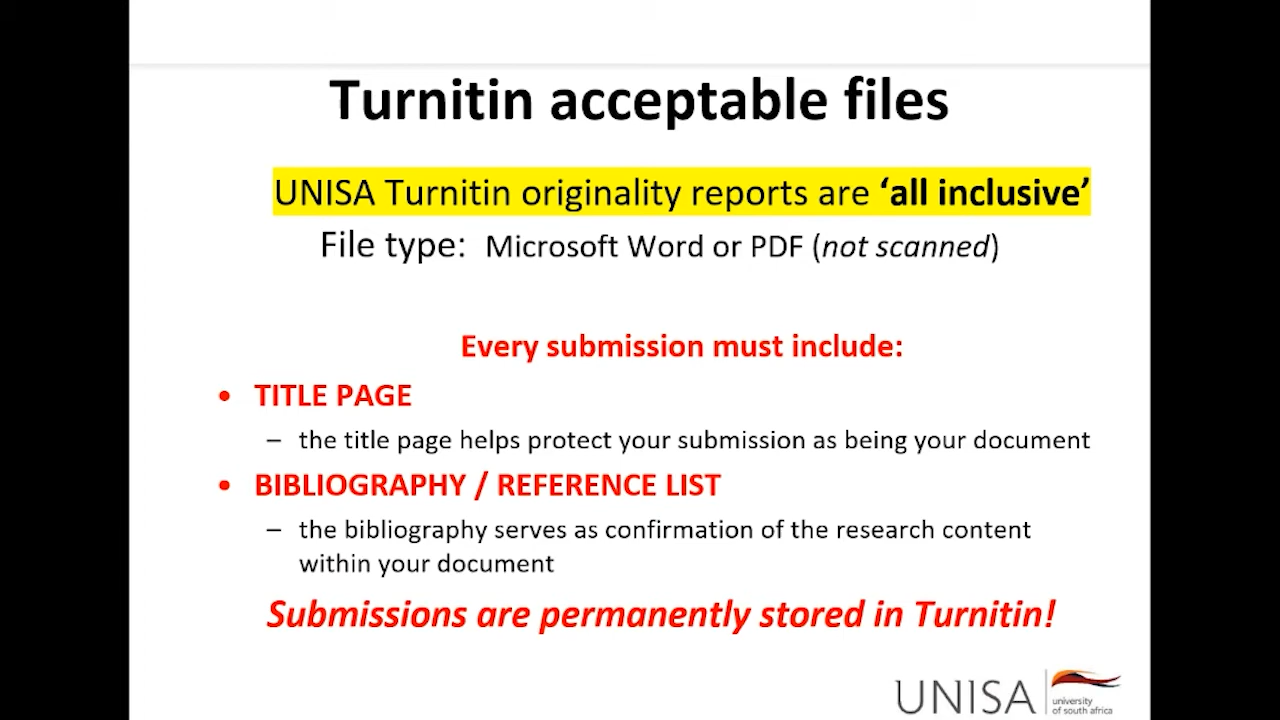 Turnitin acceptable files
UNISA Turnitin originality reports are ‘all inclusive’
File type: Microsoft Word or PDF (not scanned)
Every submission must include:
• TITLE PAGE
– the title page helps protect your submission as being your document
• BIBLIOGRAPHY / REFERENCE LIST
– the bibliography serves as confirmation of the research content
within your document
Submissions are permanently stored in Turnitin!
UNISA
university
of south africa